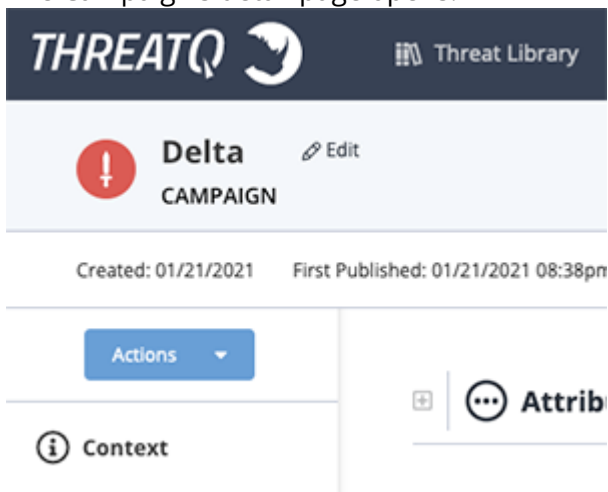 THREATQ
Threat Library
Delta
Edit
CAMPAIGN
Created: 01/21/2021
First Published: 01/21/2021 08:38pm
Actions
Context
Attribu